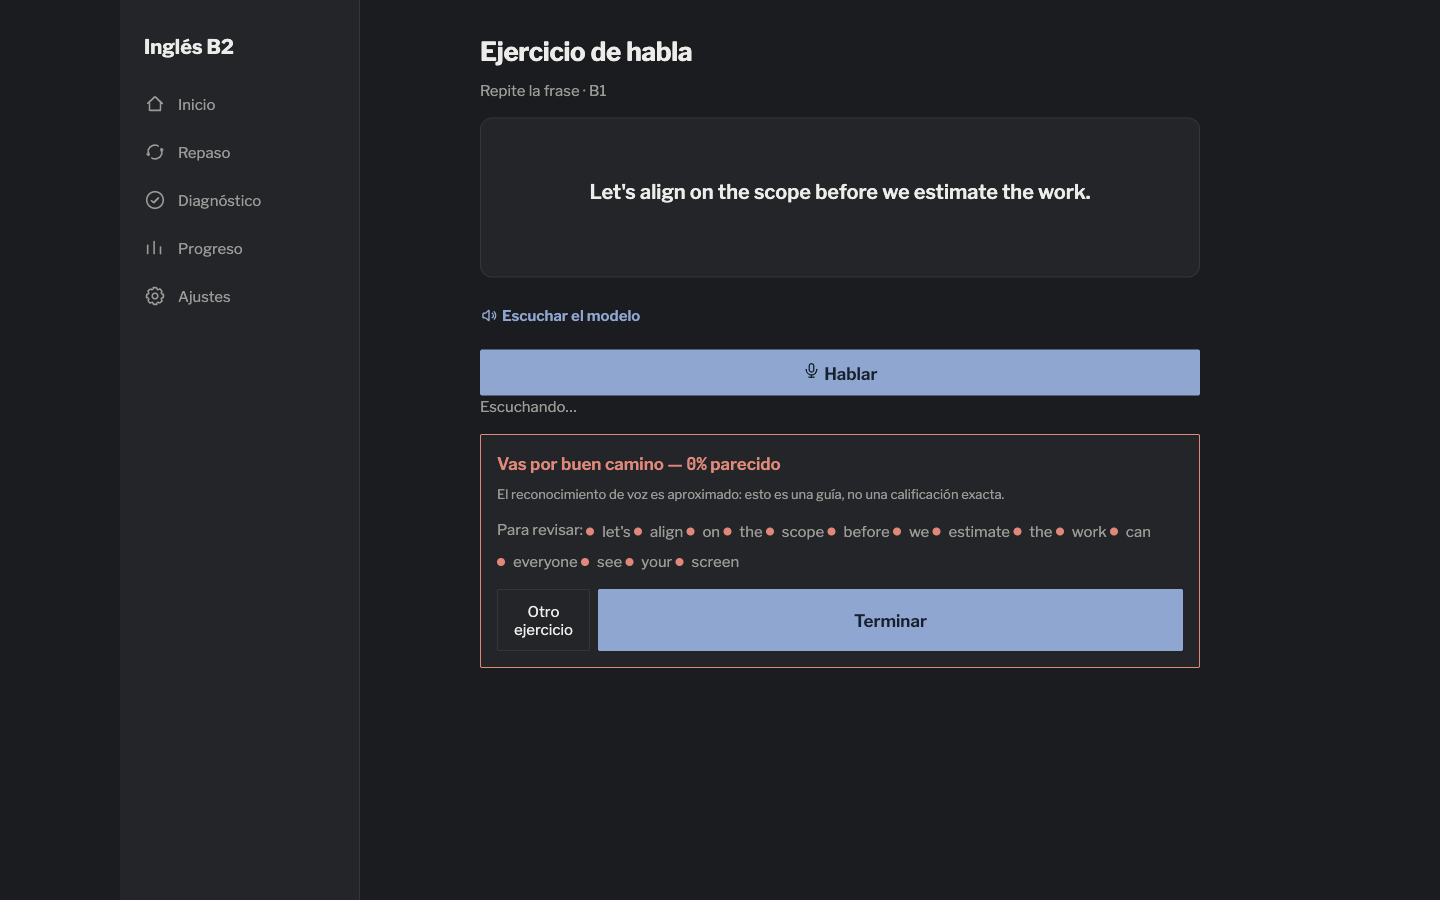 Inglés B2
Inicio
Repaso
Diagnóstico
Progreso
Ajustes
Ejercicio de habla
Repite la frase · B1
Let's align on the scope before we estimate the work.
Escuchar el modelo
Hablar
Escuchando...
Vas por buen camino — 0% parecido
El reconocimiento de voz es aproximado: esto es una guía, no una calificación exacta.
Para revisar: let's align on the scope before we estimate the work can
everyone see your screen
Otro
ejercicio
Terminar